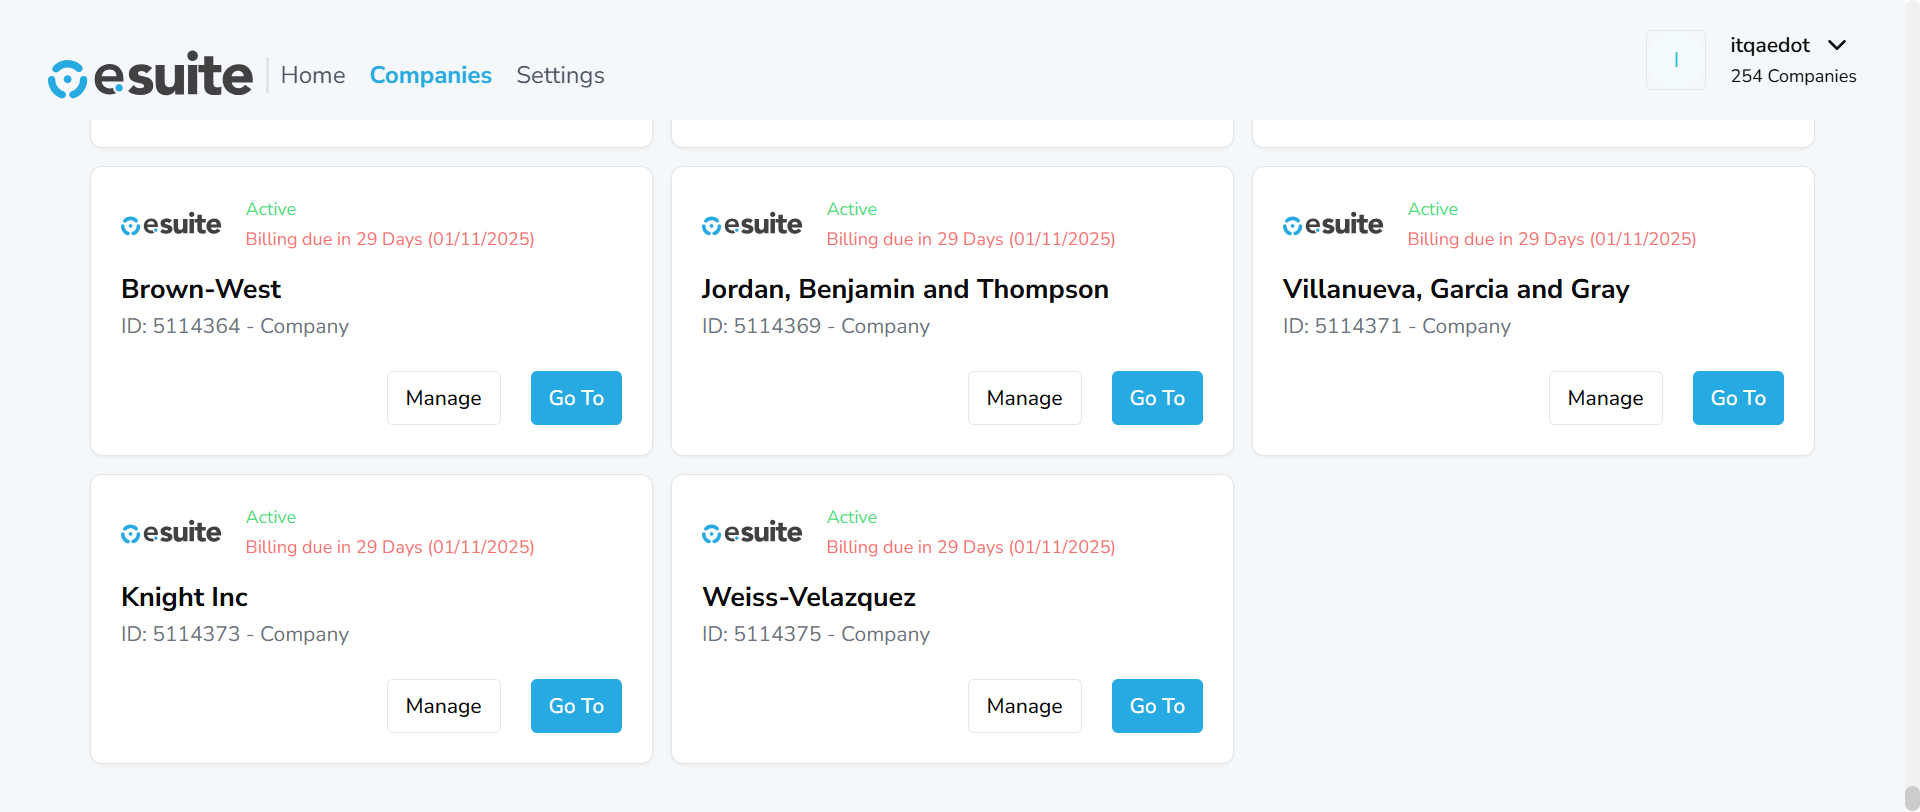 esuite
Home
Companies
Settings
I
itqaedot
254 Companies
esuite
Active
Billing due in 29 Days (01/11/2025)
Brown-West
ID: 5114364 - Company
Manage
Go To
esuite
Active
Billing due in 29 Days (01/11/2025)
Jordan, Benjamin and Thompson
ID: 5114369 - Company
Manage
Go To
esuite
Active
Billing due in 29 Days (01/11/2025)
Villanueva, Garcia and Gray
ID: 5114371 - Company
Manage
Go To
esuite
Active
Billing due in 29 Days (01/11/2025)
Knight Inc
ID: 5114373 - Company
Manage
Go To
esuite
Active
Billing due in 29 Days (01/11/2025)
Weiss-Velazquez
ID: 5114375 - Company
Manage
Go To